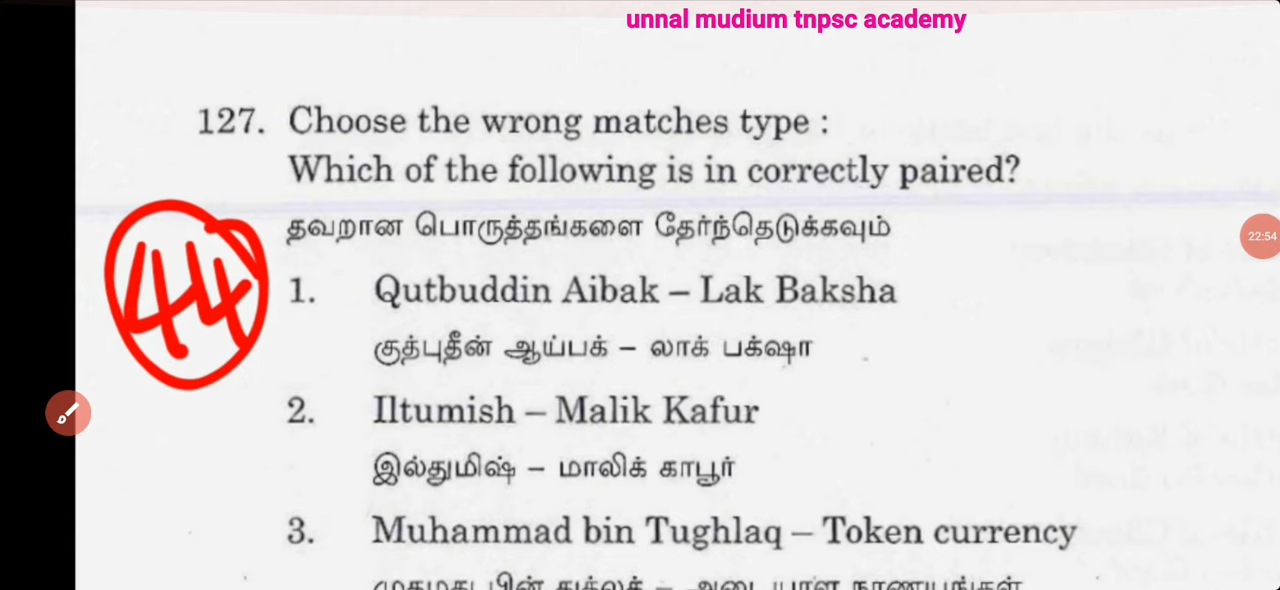 unnal mudium tnpsc academy
127. Choose the wrong matches type :
Which of the following is in correctly paired?
தவறான பொருத்தங்களை தேர்ந்தெடுக்கவும்
44
22:54
1. Qutbuddin Aibak – Lak Baksha
குத்புதீன் ஆய்பக் – லாக் பக்ஷா
2. Iltumish – Malik Kafur
இல்துமிஷ் – மாலிக் காபூர்
3. Muhammad bin Tughlaq – Token currency